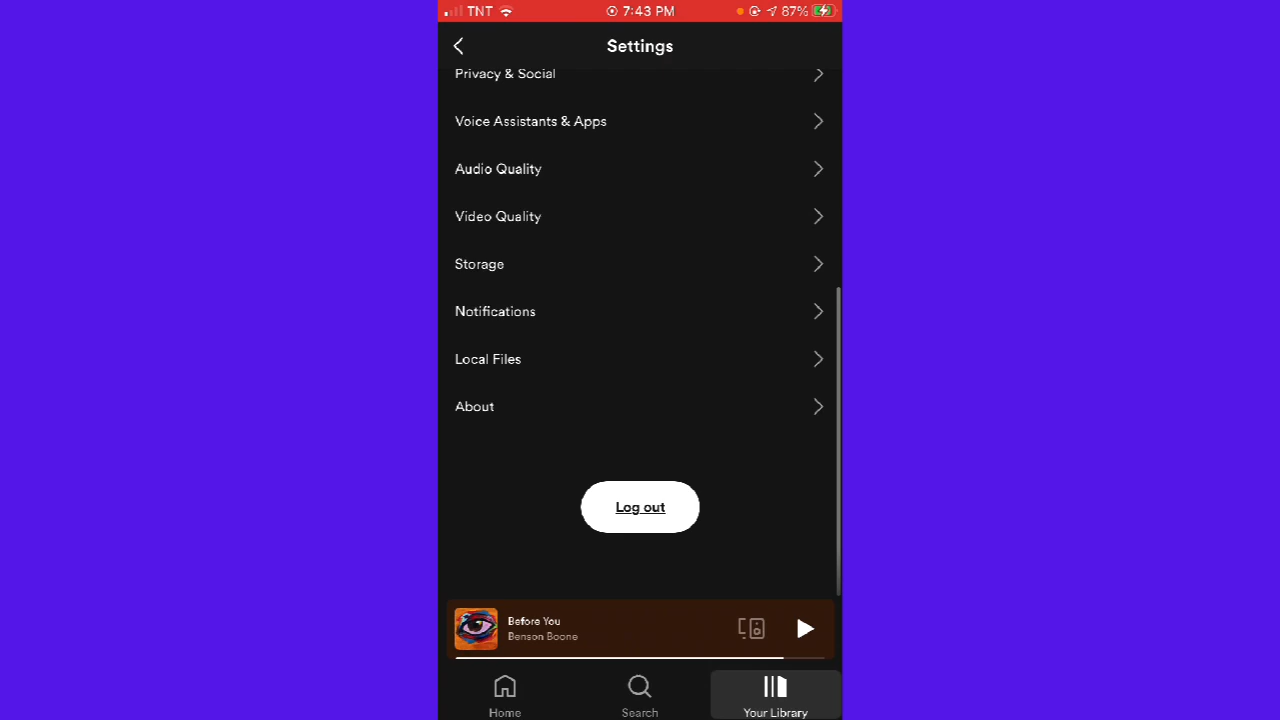 TNT 7:43 PM 87%
Settings
Privacy & Social
Voice Assistants & Apps
Audio Quality
Video Quality
Storage
Notifications
Local Files
About
Log out
Before You
Benson Boone
Home Search Your Library